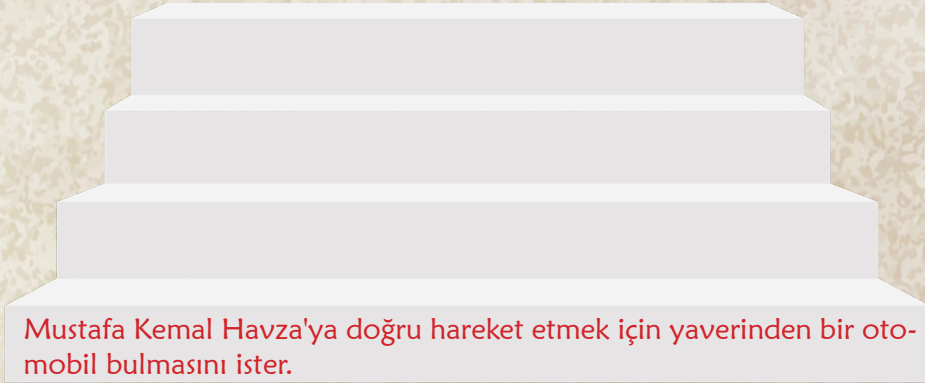 Mustafa Kemal Havza'ya doğru hareket etmek için yaverinden bir oto-
mobil bulmasını ister.